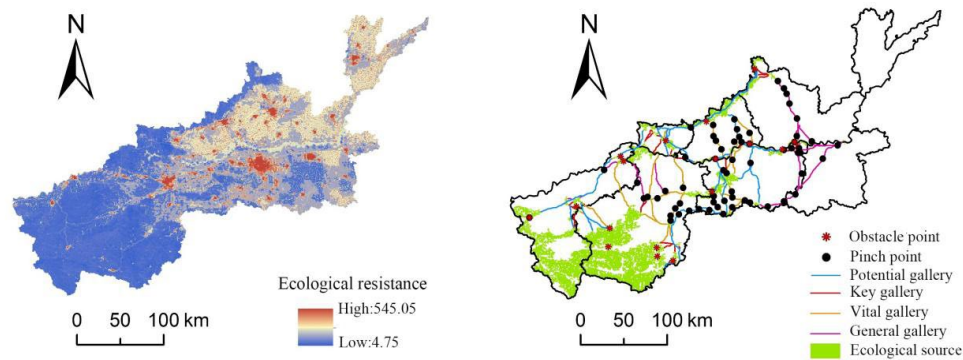 N
Ecological resistance
High:545.05
Low:4.75
0 50 100 km
N
Obstacle point
Pinch point
Potential gallery
Key gallery
Vital gallery
General gallery
Ecological source
0 50 100 km